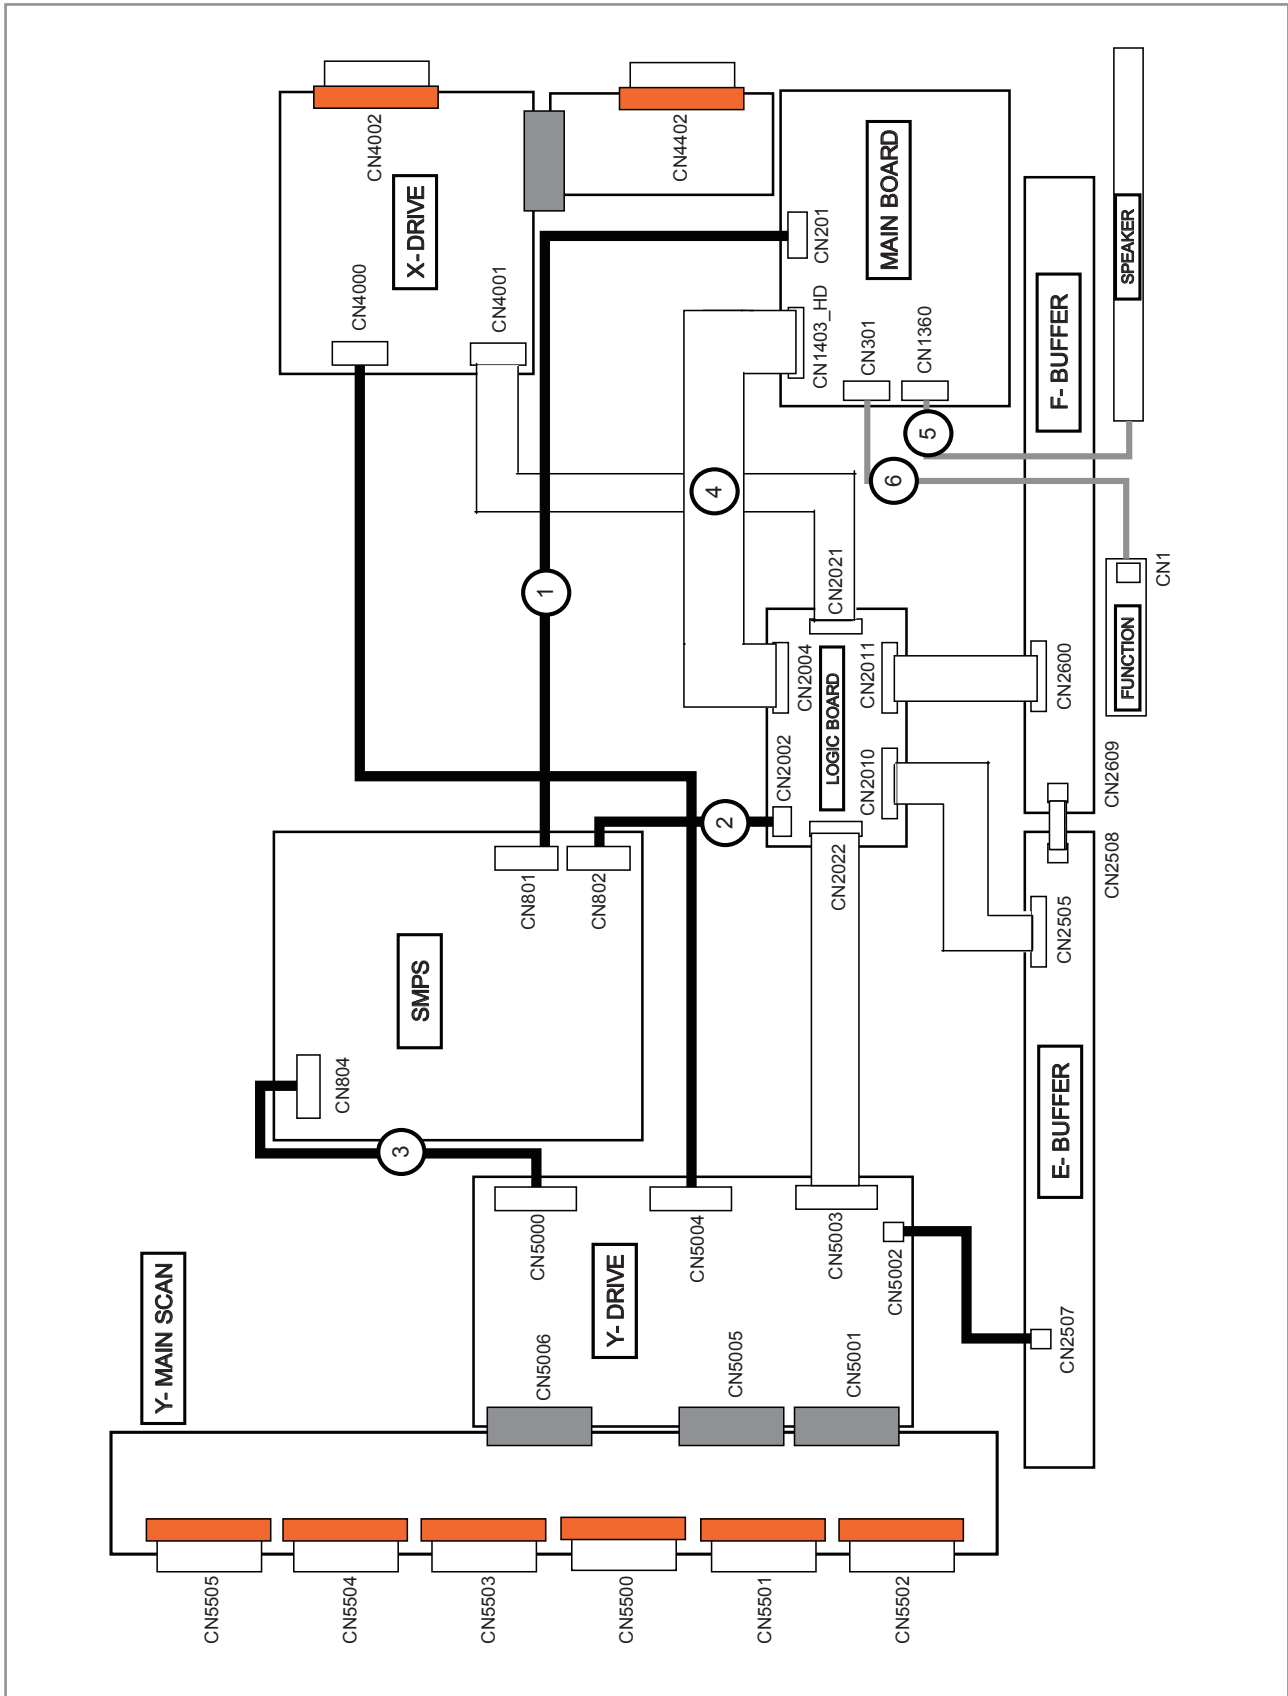 Y- MAIN SCAN
CN5505
CN5504
CN5503
CN5500
CN5501
CN5502
Y- DRIVE
CN5006
CN5005
CN5001
CN5000
CN5004
CN5003
CN5002
3
SMPS
CN804
CN801
CN802
1
2
X- DRIVE
CN4002
CN4000
CN4001
CN4402
4
LOGIC BOARD
CN2002
CN2004
CN2021
CN2022
CN2010
CN2011
MAIN BOARD
CN201
CN1403_HD
CN301
CN1360
5
6
E- BUFFER
CN2507
CN2505
CN2508
F- BUFFER
CN2609
CN2600
FUNCTION
CN1
SPEAKER